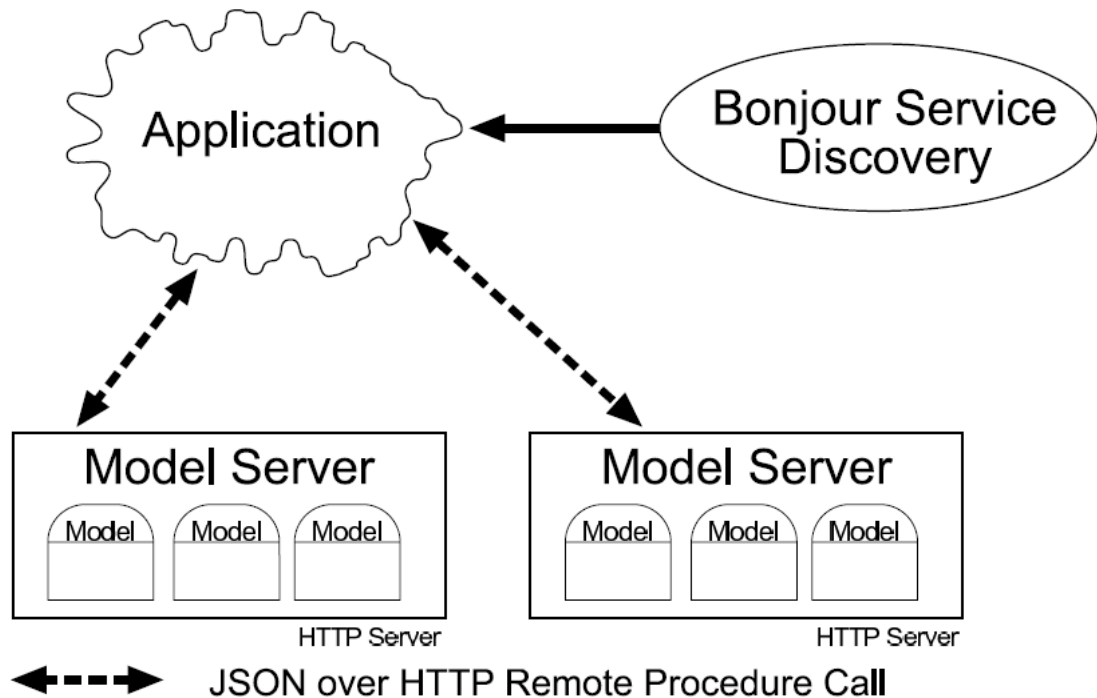 Application
Bonjour Service
Discovery
Model Server
Model Model Model
HTTP Server
Model Server
Model Model Model
HTTP Server
JSON over HTTP Remote Procedure Call